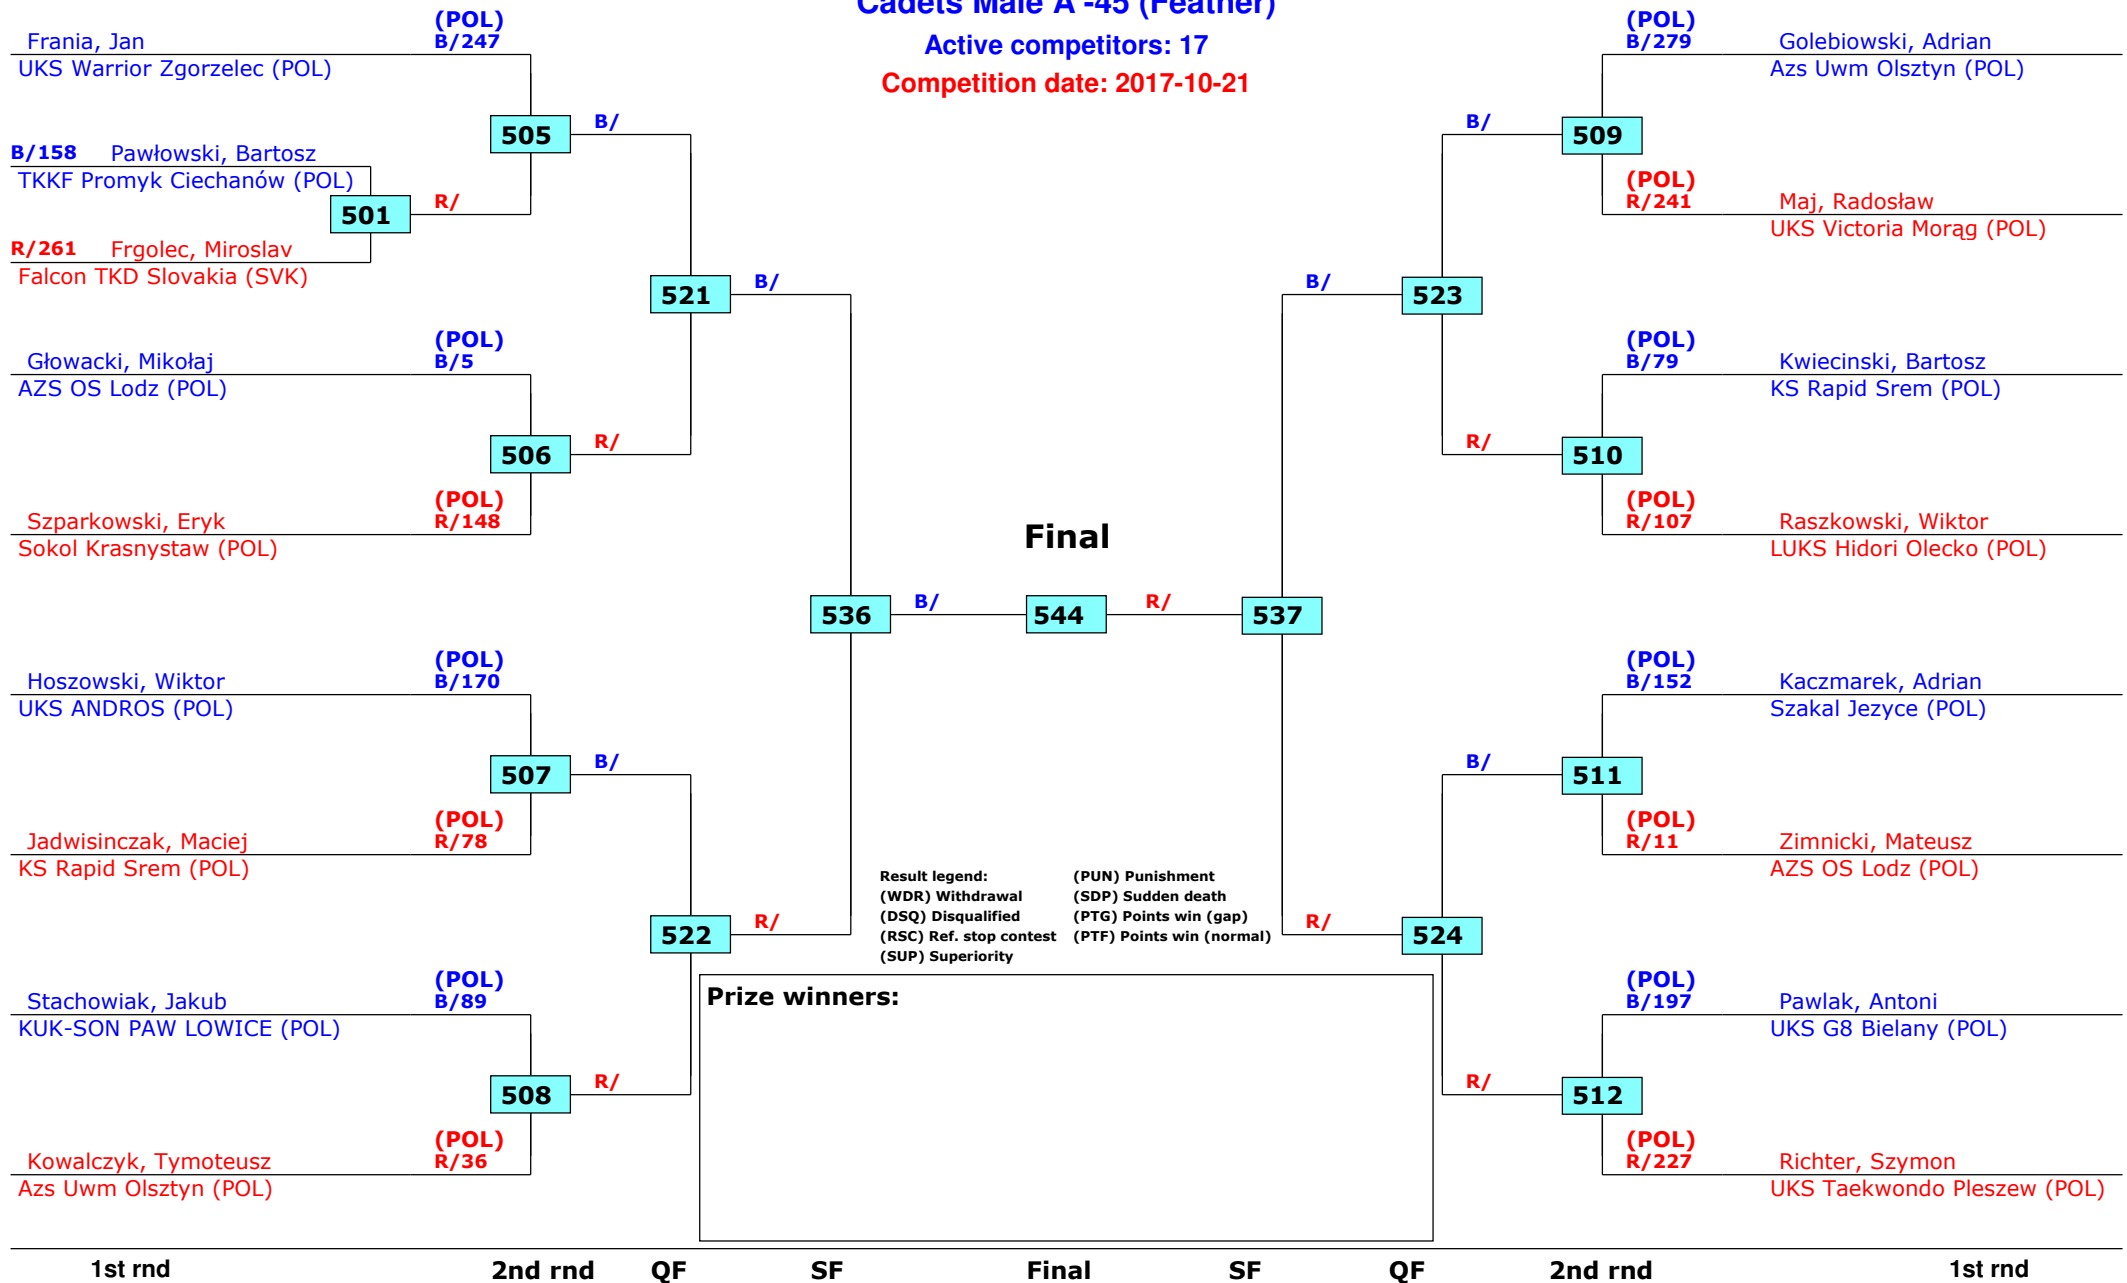 Cadets Male A -45 (Feather)
Active competitors: 17
Competition date: 2017-10-21
(POL)
Frania, Jan B/247
UKS Warrior Zgorzelec (POL)
505
B/
B/158 Pawłowski, Bartosz
TKKF Promyk Ciechanów (POL)
501
R/
R/261 Frgolec, Miroslav
Falcon TKD Slovakia (SVK)
521
B/
(POL)
Głowacki, Mikołaj B/5
AZS OS Lodz (POL)
506
R/
(POL)
Szparkowski, Eryk R/148
Sokol Krasnystaw (POL)
536
B/
(POL)
Hoszowski, Wiktor B/170
UKS ANDROS (POL)
507
B/
(POL)
Jadwisinczak, Maciej R/78
KS Rapid Srem (POL)
522
R/
(POL)
Stachowiak, Jakub B/89
KUK-SON PAW LOWICE (POL)
508
R/
(POL)
Kowalczyk, Tymoteusz R/36
Azs Uwm Olsztyn (POL)
Final
544
R/
537
(POL)
B/279 Golebiowski, Adrian
Azs Uwm Olsztyn (POL)
B/
509
(POL)
R/241 Maj, Radosław
UKS Victoria Morąg (POL)
B/
523
(POL)
B/79 Kwiecinski, Bartosz
KS Rapid Srem (POL)
R/
510
(POL)
R/107 Raszkowski, Wiktor
LUKS Hidori Olecko (POL)
(POL)
B/152 Kaczmarek, Adrian
Szakal Jezyce (POL)
B/
511
(POL)
R/11 Zimnicki, Mateusz
AZS OS Lodz (POL)
R/
524
(POL)
B/197 Pawlak, Antoni
UKS G8 Bielany (POL)
R/
512
(POL)
R/227 Richter, Szymon
UKS Taekwondo Pleszew (POL)
Result legend: (PUN) Punishment
(WDR) Withdrawal (SDP) Sudden death
(DSQ) Disqualified (PTG) Points win (gap)
(RSC) Ref. stop contest (PTF) Points win (normal)
(SUP) Superiority
Prize winners:
1st rnd 2nd rnd QF SF Final SF QF 2nd rnd 1st rnd